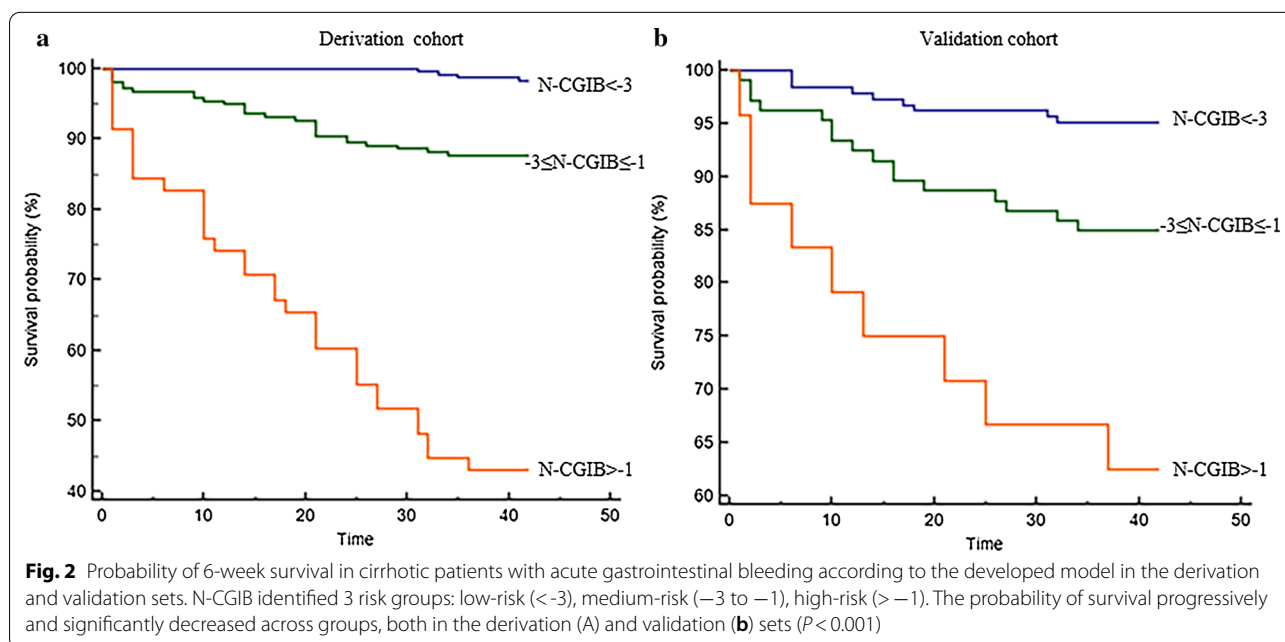 a
Derivation cohort
100
90
80
70
60
50
40
Survival probability (%)
0 10 20 30 40 50
Time
N-CGIB<-3
-3≤N-CGIB≤-1
N-CGIB>-1
b
Validation cohort
100
95
90
85
80
75
70
65
60
Survival probability (%)
0 10 20 30 40 50
Time
N-CGIB<-3
-3≤N-CGIB≤-1
N-CGIB>-1
Fig. 2 Probability of 6-week survival in cirrhotic patients with acute gastrointestinal bleeding according to the developed model in the derivation
and validation sets. N-CGIB identified 3 risk groups: low-risk (< -3), medium-risk (−3 to −1), high-risk (> −1). The probability of survival progressively
and significantly decreased across groups, both in the derivation (A) and validation (b) sets (P < 0.001)